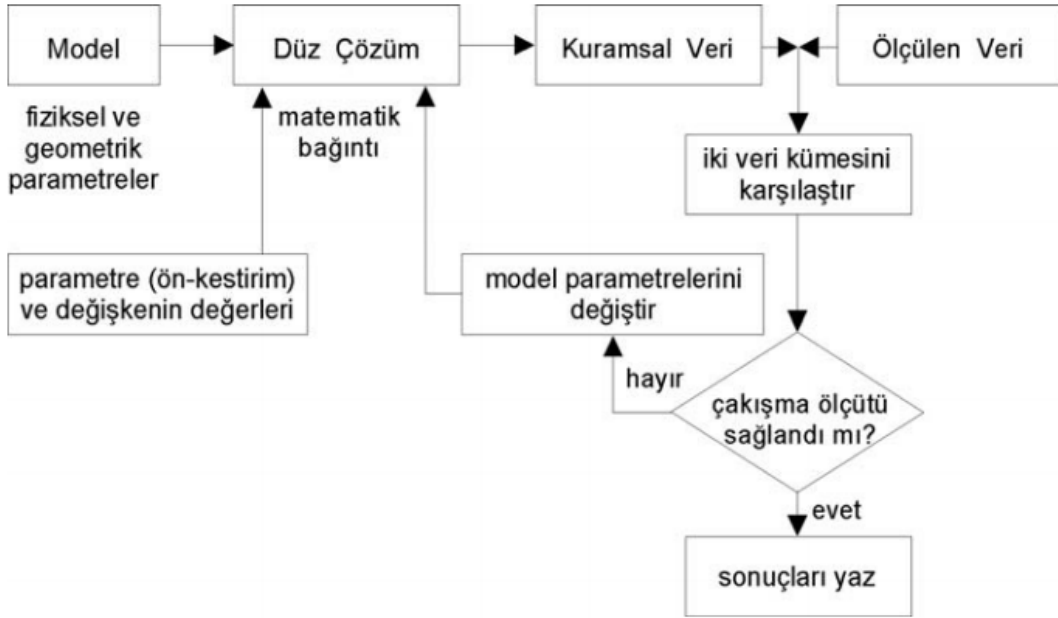 Model
Düz Çözüm
Kuramsal Veri
Ölçülen Veri
fiziksel ve
geometrik
parametreler
matematik
bağıntı
iki veri kümesini
karşılaştır
parametre (ön-kestirim)
ve değişkenin değerleri
model parametrelerini
değiştir
hayır
çakışma ölçütü
sağlandı mı?
evet
sonuçları yaz